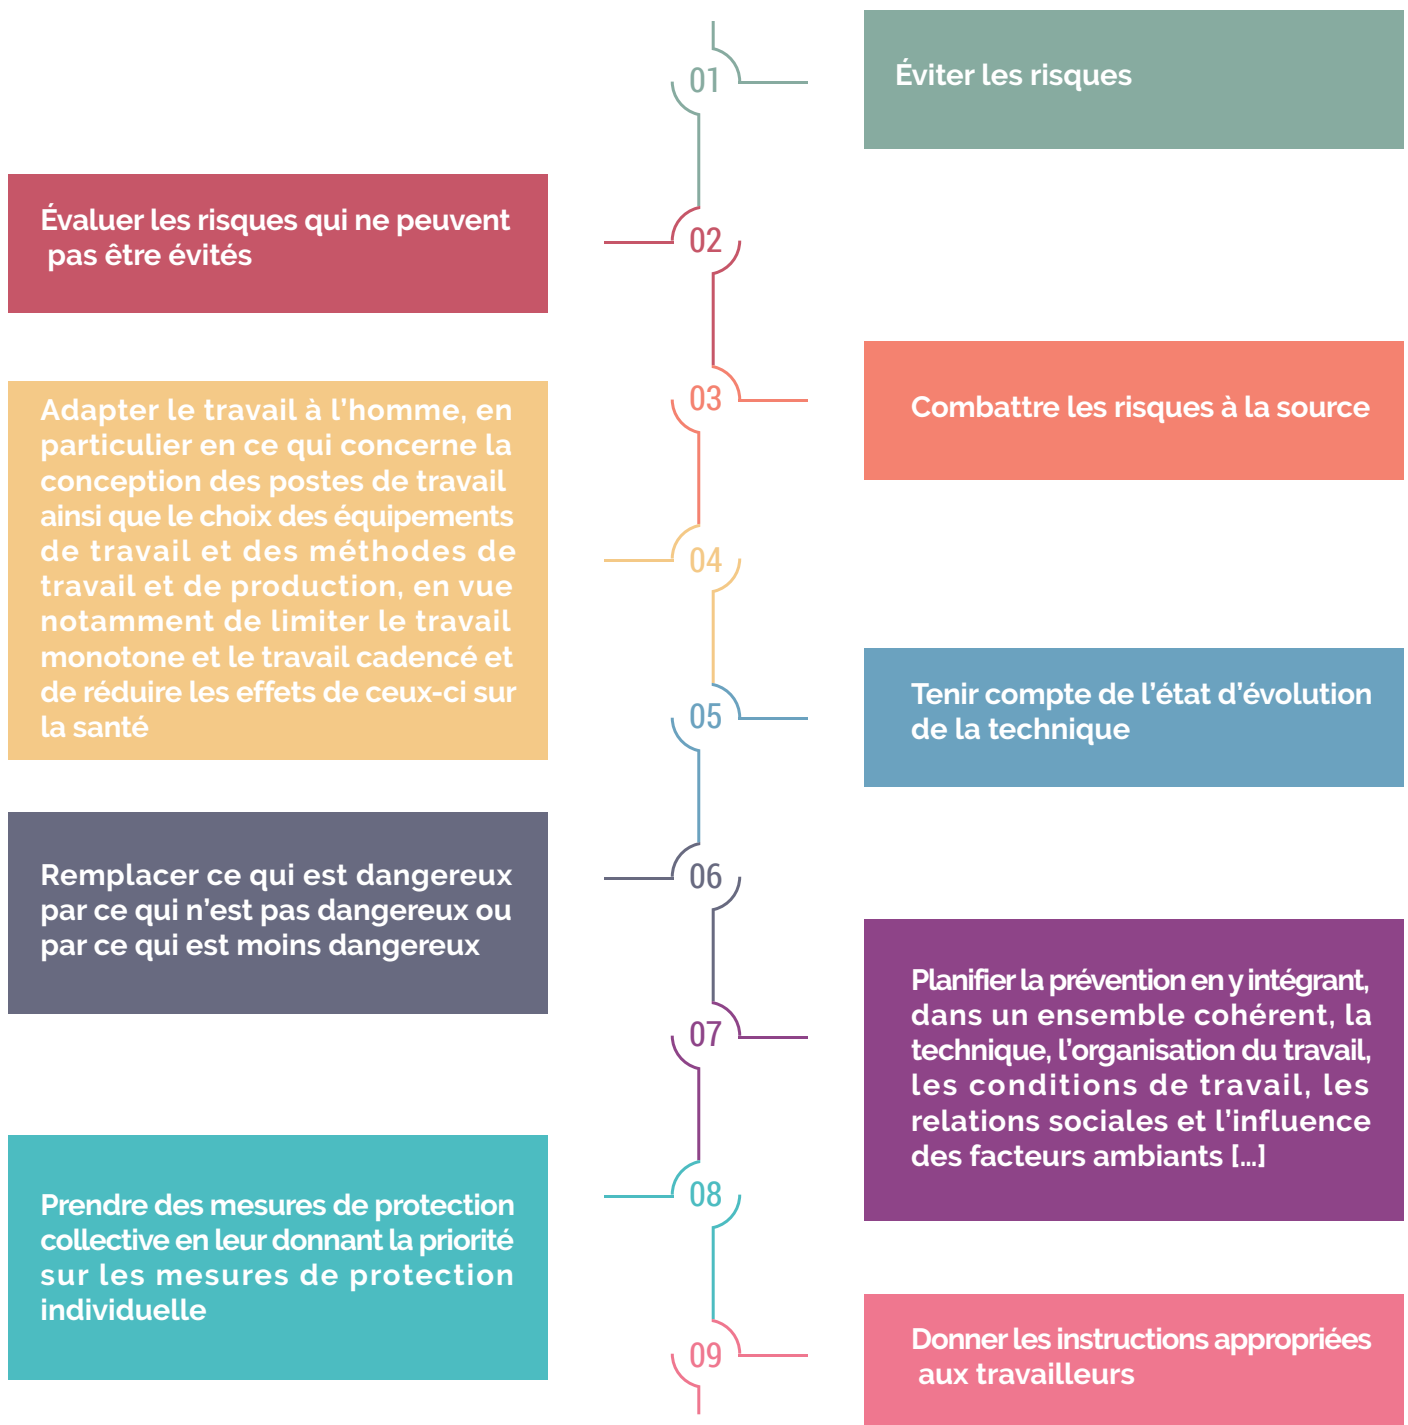 01
Éviter les risques
02
Évaluer les risques qui ne peuvent
pas être évités
03
Combattre les risques à la source
04
Adapter le travail à l’homme, en
particulier en ce qui concerne la
conception des postes de travail
ainsi que le choix des équipements
de travail et des méthodes de
travail et de production, en vue
notamment de limiter le travail
monotone et le travail cadencé et
de réduire les effets de ceux-ci sur
la santé
05
Tenir compte de l’état d’évolution
de la technique
06
Remplacer ce qui est dangereux
par ce qui n’est pas dangereux ou
par ce qui est moins dangereux
07
Planifier la prévention en y intégrant,
dans un ensemble cohérent, la
technique, l’organisation du travail,
les conditions de travail, les
relations sociales et l’influence
des facteurs ambiants [...]
08
Prendre des mesures de protection
collective en leur donnant la priorité
sur les mesures de protection
individuelle
09
Donner les instructions appropriées
aux travailleurs